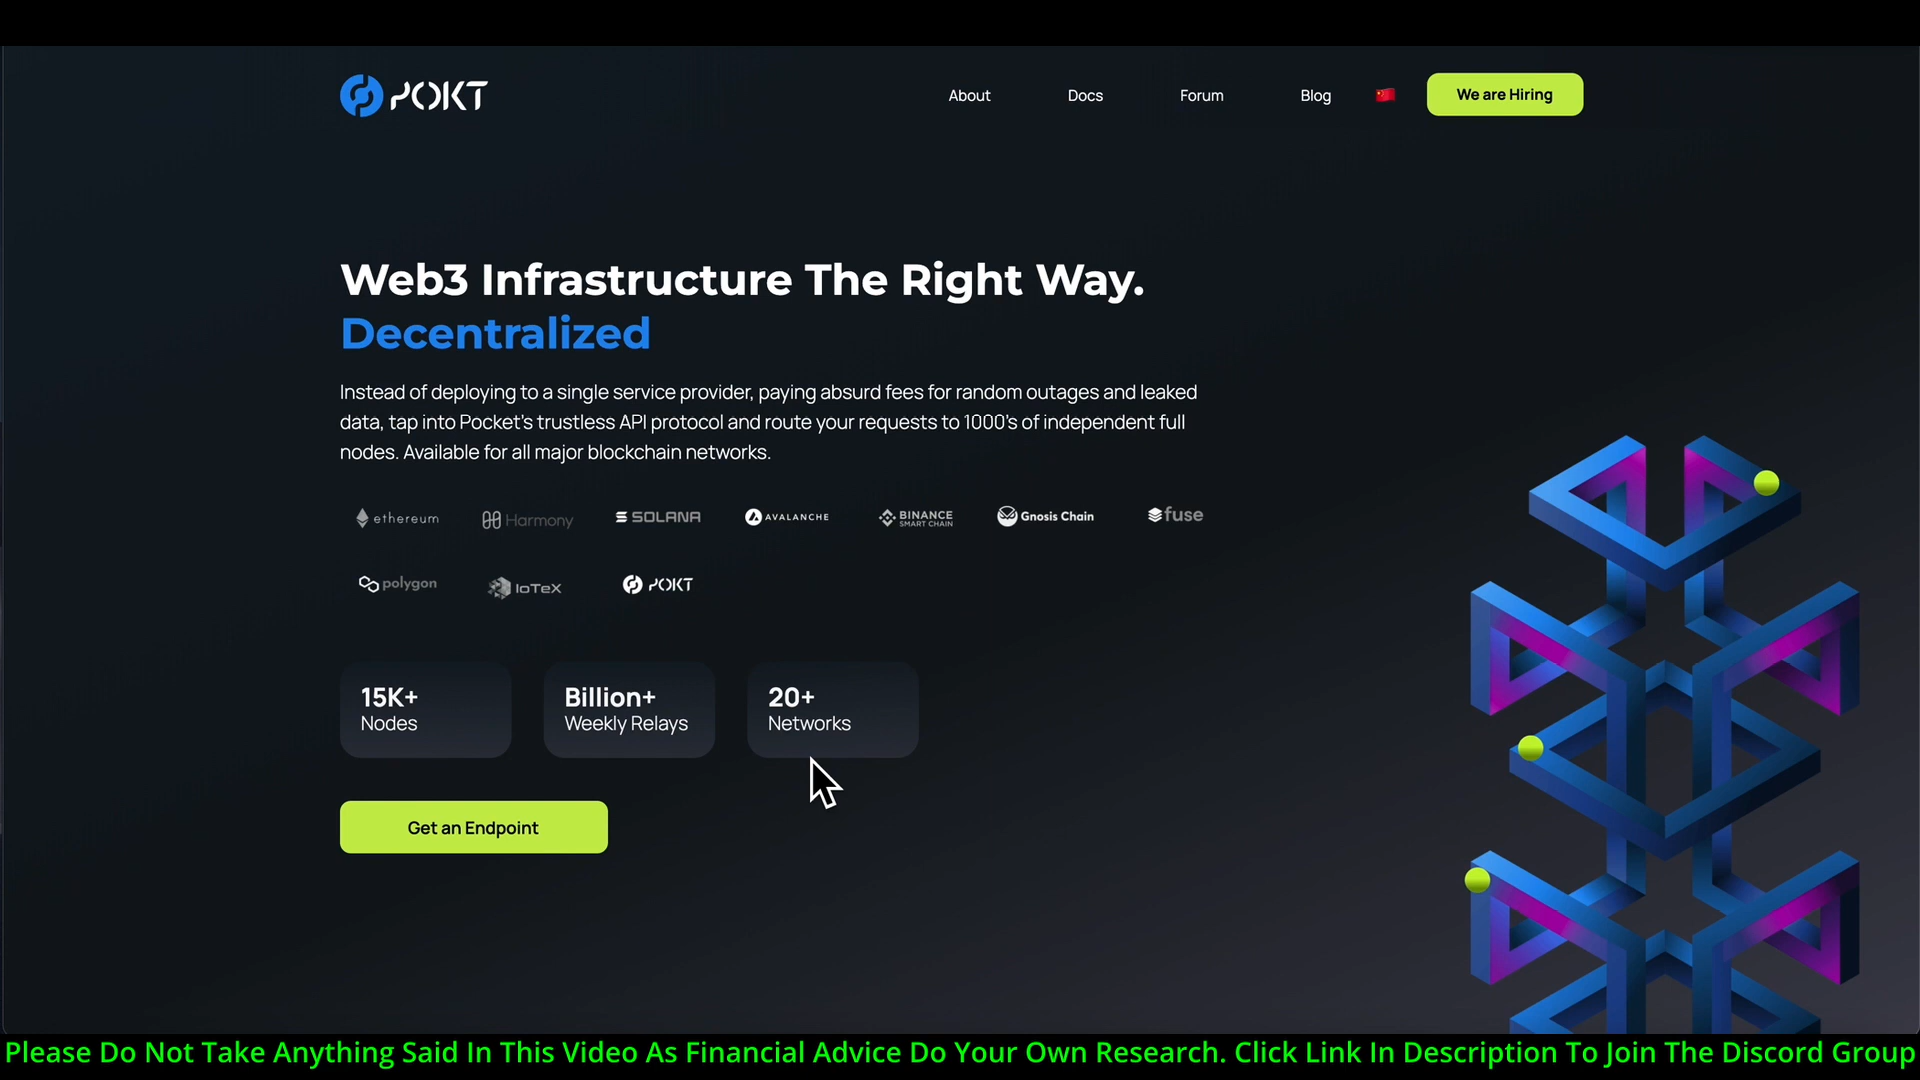 POKT
About
Docs
Forum
Blog
We are Hiring
Web3 Infrastructure The Right Way.
Decentralized
Instead of deploying to a single service provider, paying absurd fees for random outages and leaked
data, tap into Pocket's trustless API protocol and route your requests to 1000's of independent full
nodes. Available for all major blockchain networks.
ethereum
Harmony
SOLANA
AVALANCHE
BINANCE
SMART CHAIN
Gnosis Chain
fuse
polygon
IoTeX
POKT
15K+
Nodes
Billion+
Weekly Relays
20+
Networks
Get an Endpoint
Please Do Not Take Anything Said In This Video As Financial Advice Do Your Own Research. Click Link In Description To Join The Discord Group